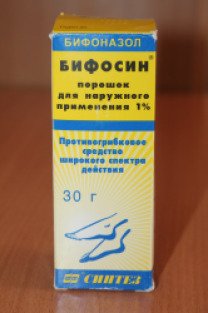 БИФОНАЗОЛ
БИФОСИН®
порошок
для наружного
применения 1%
Противогрибковое
средство
широкого спектра
действия
30 г
СИНТЕЗ